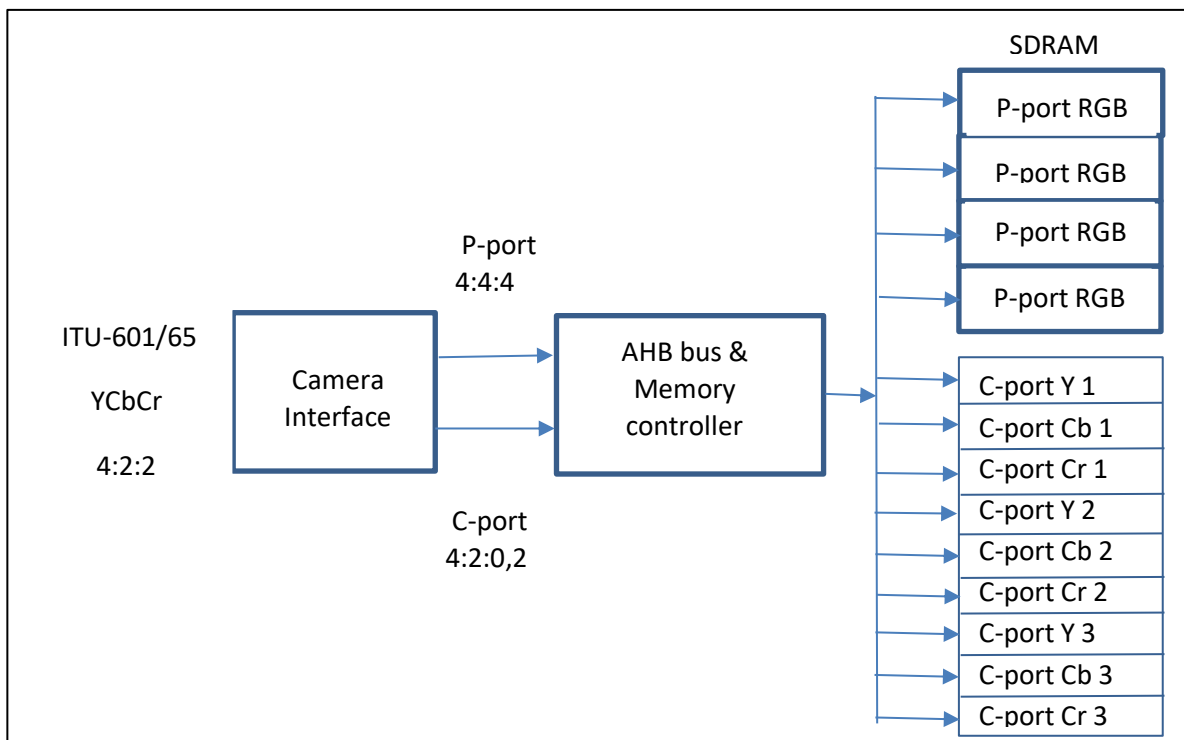 SDRAM
P-port RGB
P-port RGB
P-port RGB
P-port RGB
P-port
4:4:4
ITU-601/65
YCbCr
4:2:2
Camera
Interface
AHB bus &
Memory
controller
C-port
4:2:0,2
C-port Y 1
C-port Cb 1
C-port Cr 1
C-port Y 2
C-port Cb 2
C-port Cr 2
C-port Y 3
C-port Cb 3
C-port Cr 3